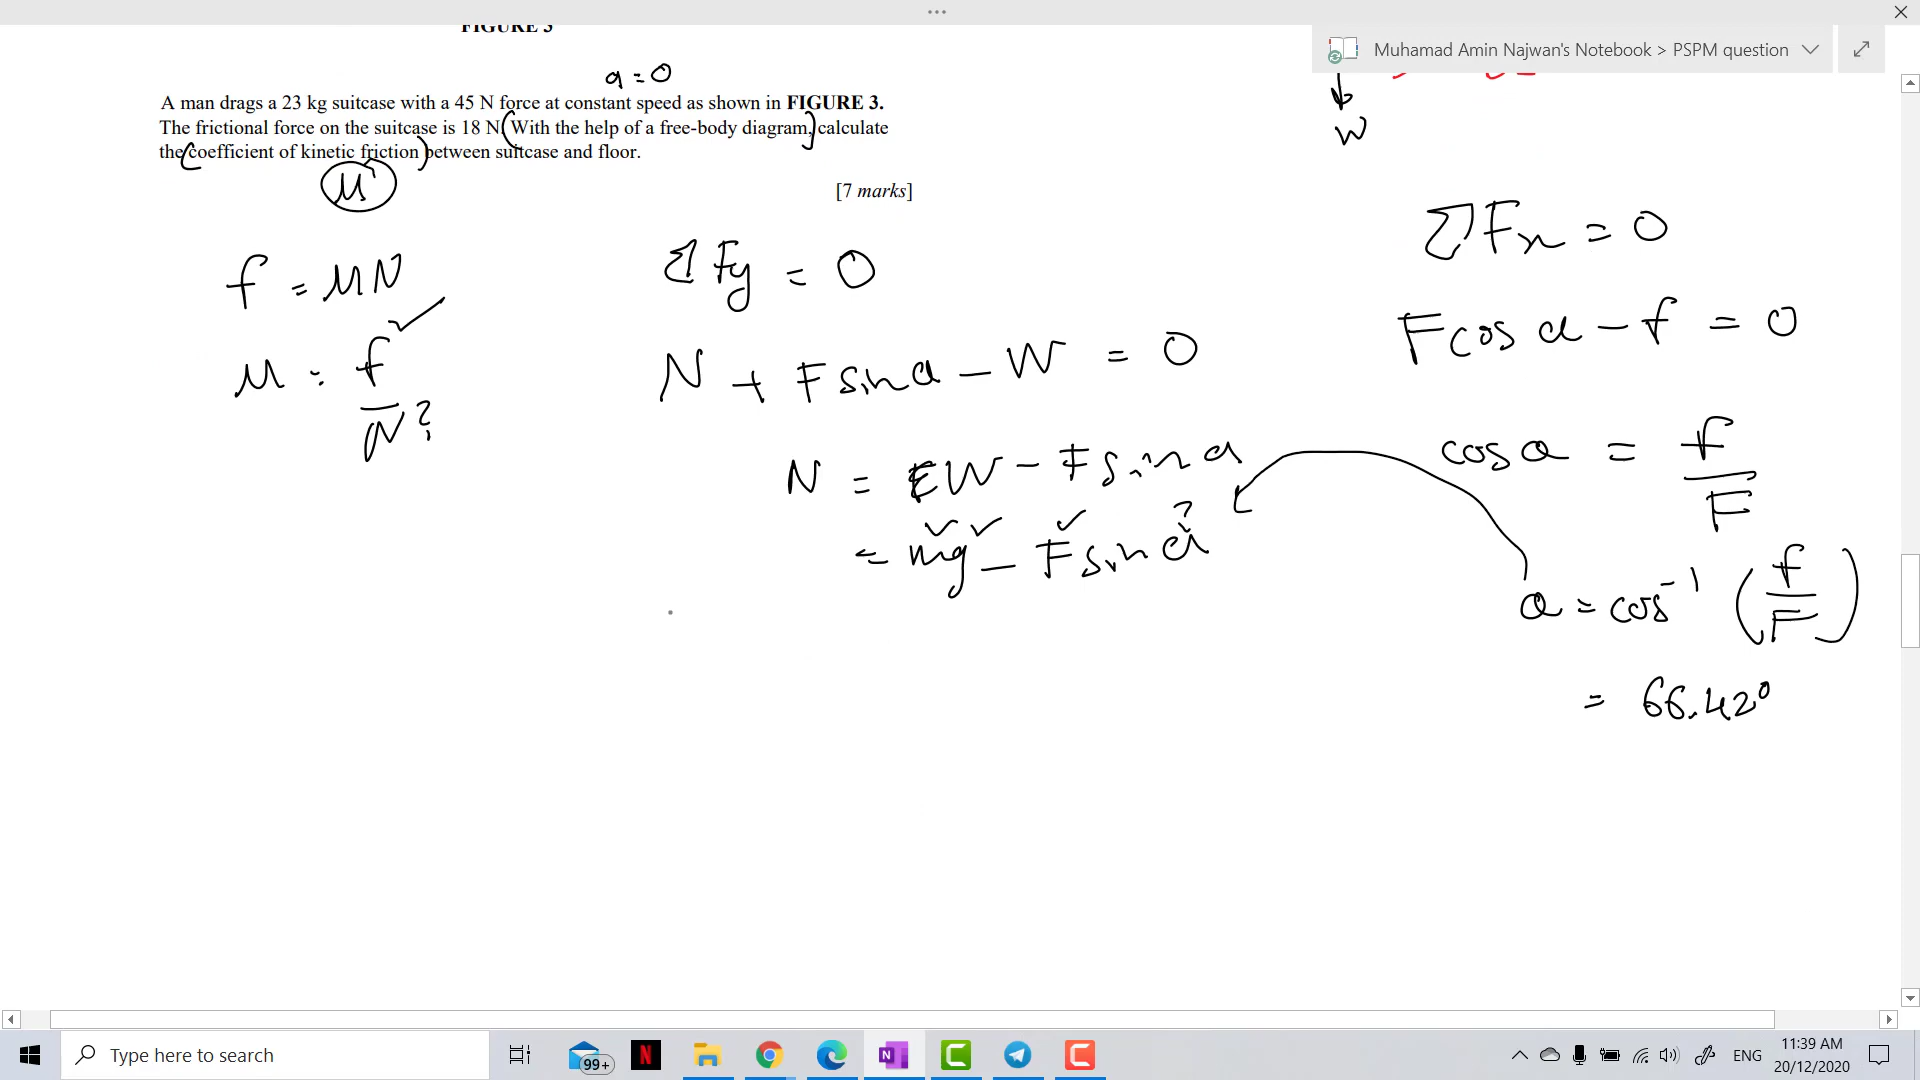 FIGURE 3
Muhamad Amin Najwan's Notebook > PSPM question
a = 0
A man drags a 23 kg suitcase with a 45 N force at constant speed as shown in FIGURE 3.
The frictional force on the suitcase is 18 N. With the help of a free-body diagram, calculate
the coefficient of kinetic friction between suitcase and floor.
μ
[7 marks]
W
f = μN
μ = f/N ?
ΣFy = 0
N + F sin α - W = 0
N = W - F sin α
= mg - F sin α ?
ΣFx = 0
F cos α - f = 0
cos α = f/F
α = cos⁻¹ (f/F)
= 66.42°
Type here to search
99+
N
N
C
C
ENG
11:39 AM
20/12/2020